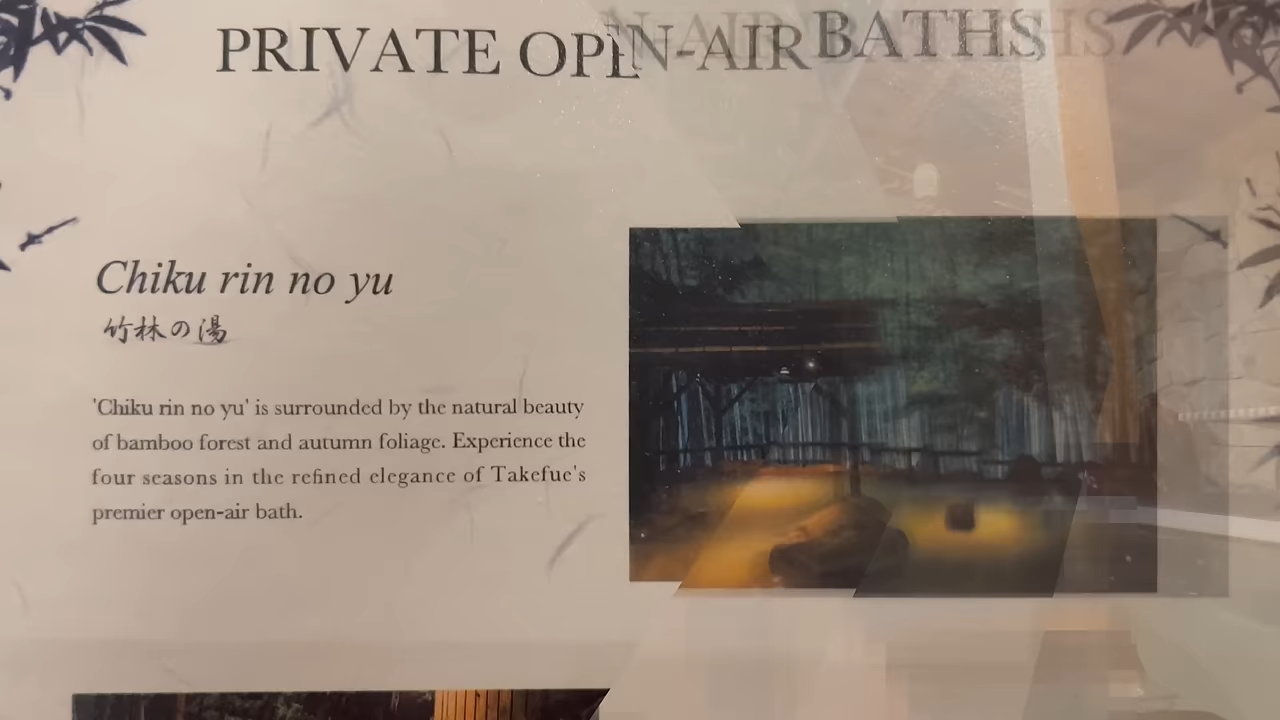 PRIVATE OPEN-AIR BATHS
Chiku rin no yu
竹林の湯
'Chiku rin no yu' is surrounded by the natural beauty
of bamboo forest and autumn foliage. Experience the
four seasons in the refined elegance of Takefue's
premier open-air bath.